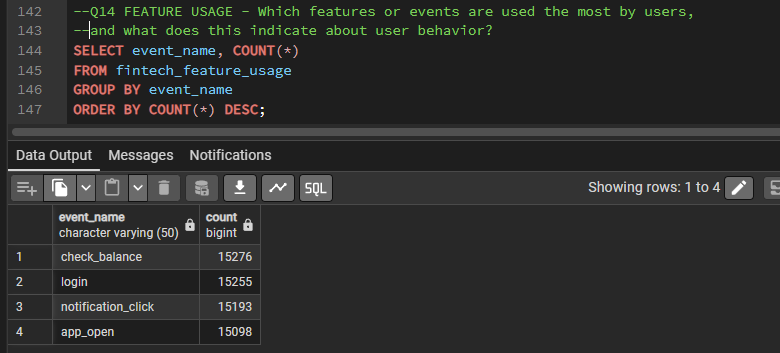 142 --Q14 FEATURE USAGE - Which features or events are used the most by users,
143 --and what does this indicate about user behavior?
144 SELECT event_name, COUNT(*)
145 FROM fintech_feature_usage
146 GROUP BY event_name
147 ORDER BY COUNT(*) DESC;
Data Output Messages Notifications
SQL Showing rows: 1 to 4
event_name count
character varying (50) bigint
1 check_balance 15276
2 login 15255
3 notification_click 15193
4 app_open 15098